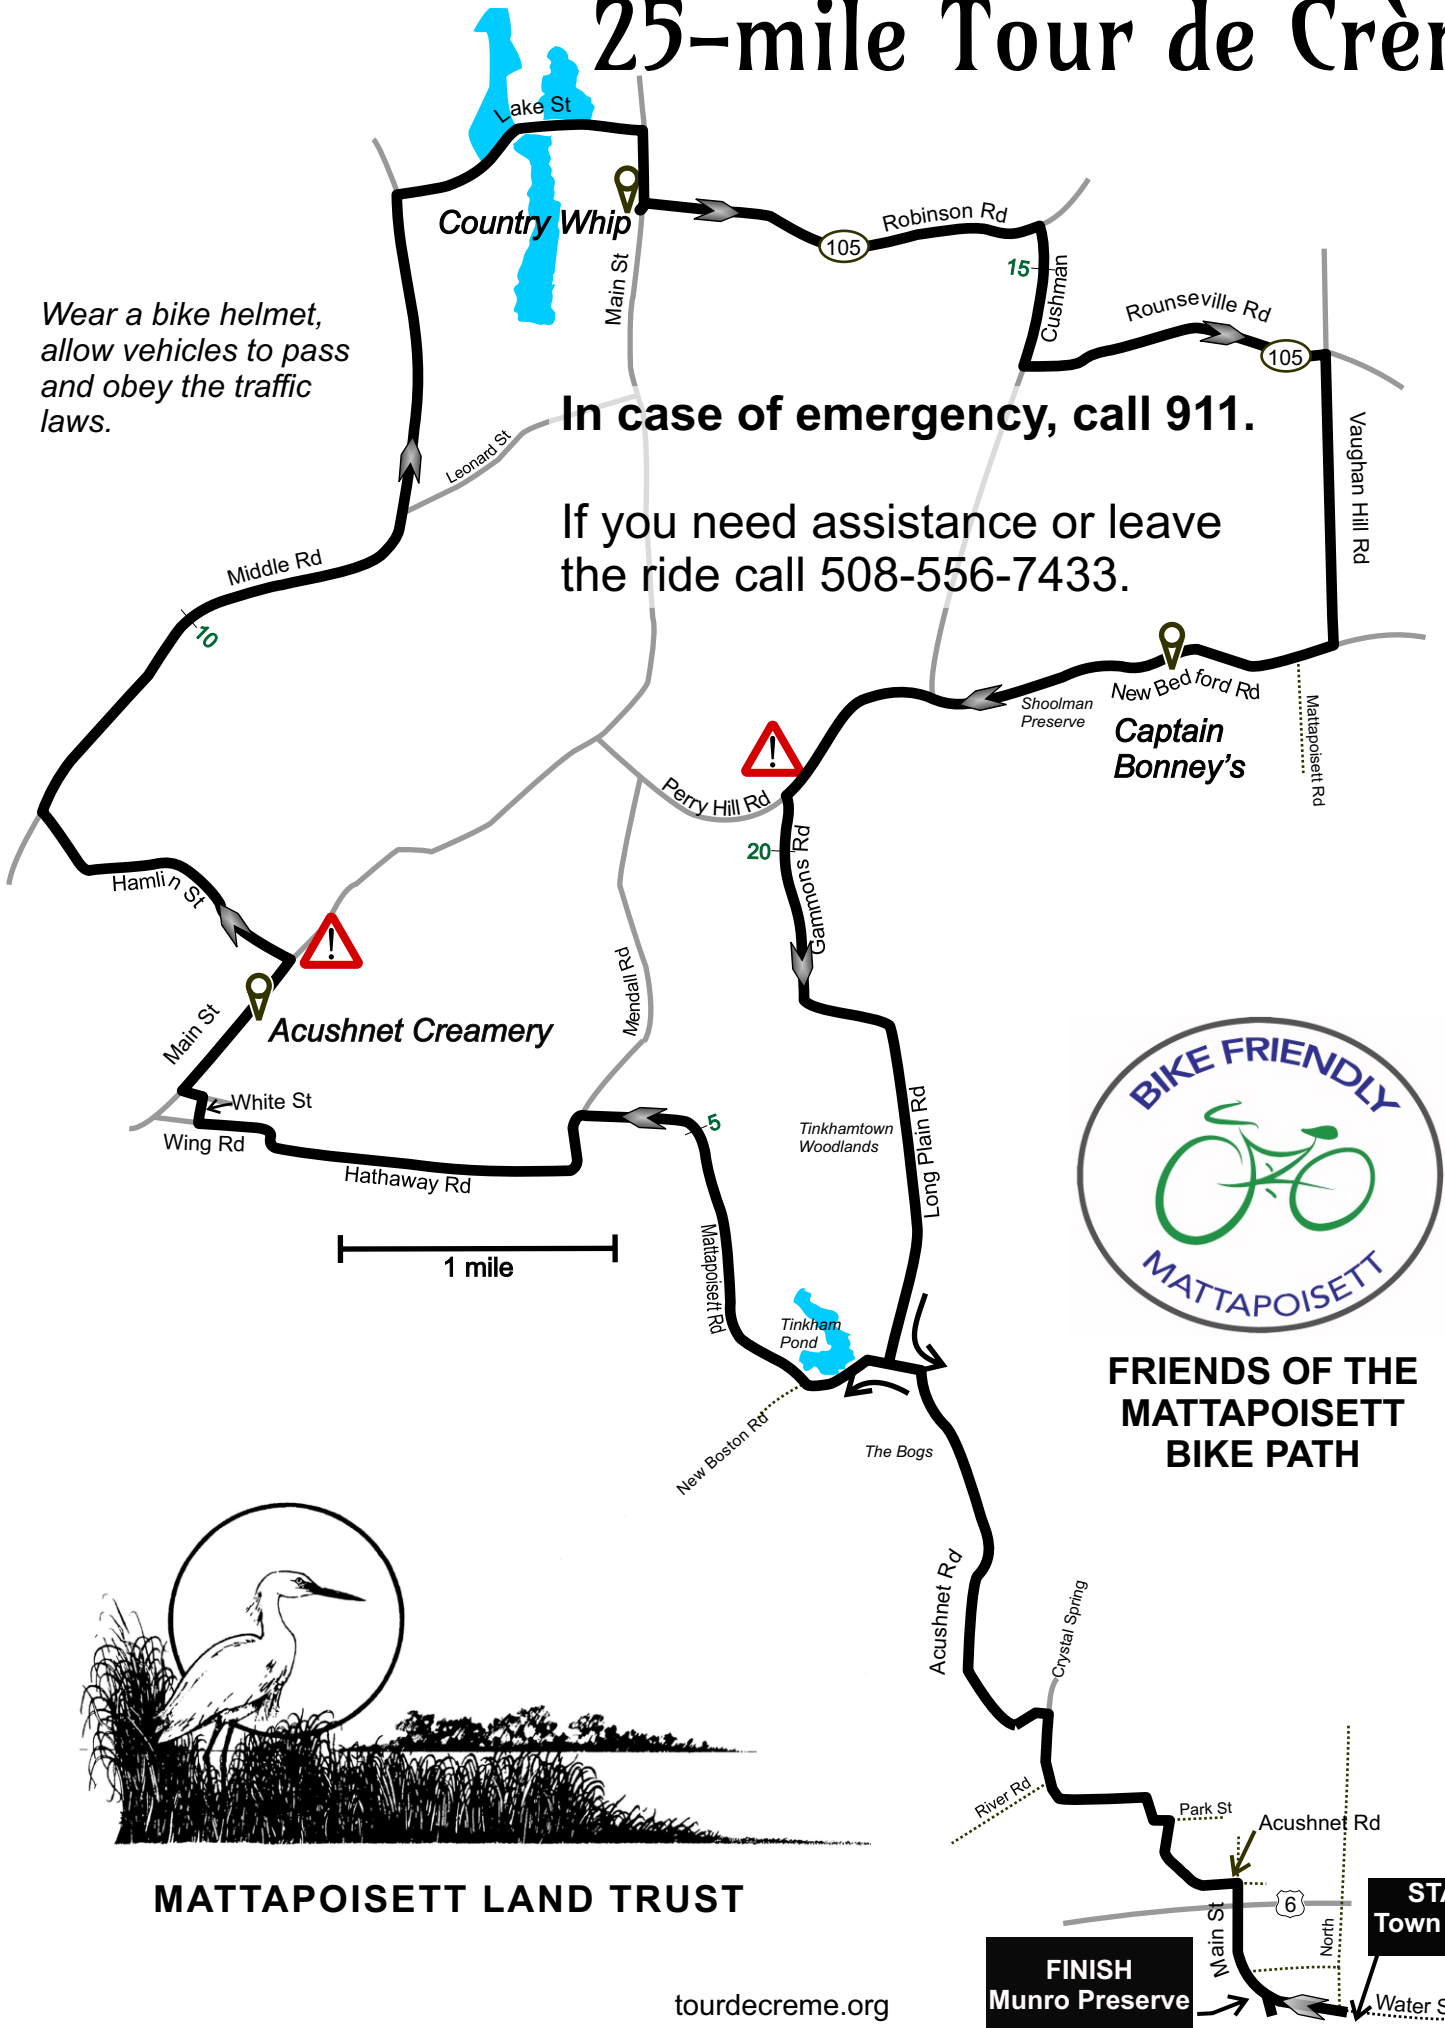 25-mile Tour de Crè
Lake St
Country Whip
Main St
105
Robinson Rd
15
Cushman
Rounseville Rd
105
Wear a bike helmet,
allow vehicles to pass
and obey the traffic
laws.
In case of emergency, call 911.
Leonard St
Vaughan Hill Rd
If you need assistance or leave
the ride call 508-556-7433.
Middle Rd
10
New Bedford Rd
Shoolman
Preserve
Mattapoisett Rd
Captain
Bonney's
!
Perry Hill Rd
20
Gammons Rd
Hamlin St
!
Mendall Rd
Main St
Acushnet Creamery
BIKE FRIENDLY
MATTAPOISETT
White St
Wing Rd
Hathaway Rd
5
Tinkhamtown
Woodlands
Long Plain Rd
1 mile
Mattapoisett Rd
Tinkham
Pond
FRIENDS OF THE
MATTAPOISETT
BIKE PATH
New Boston Rd
The Bogs
Acushnet Rd
Crystal Spring
River Rd
Park St
Acushnet Rd
MATTAPOISETT LAND TRUST
6
Main St
North
STA
Town
FINISH
Munro Preserve
Water S
tourdecreme.org